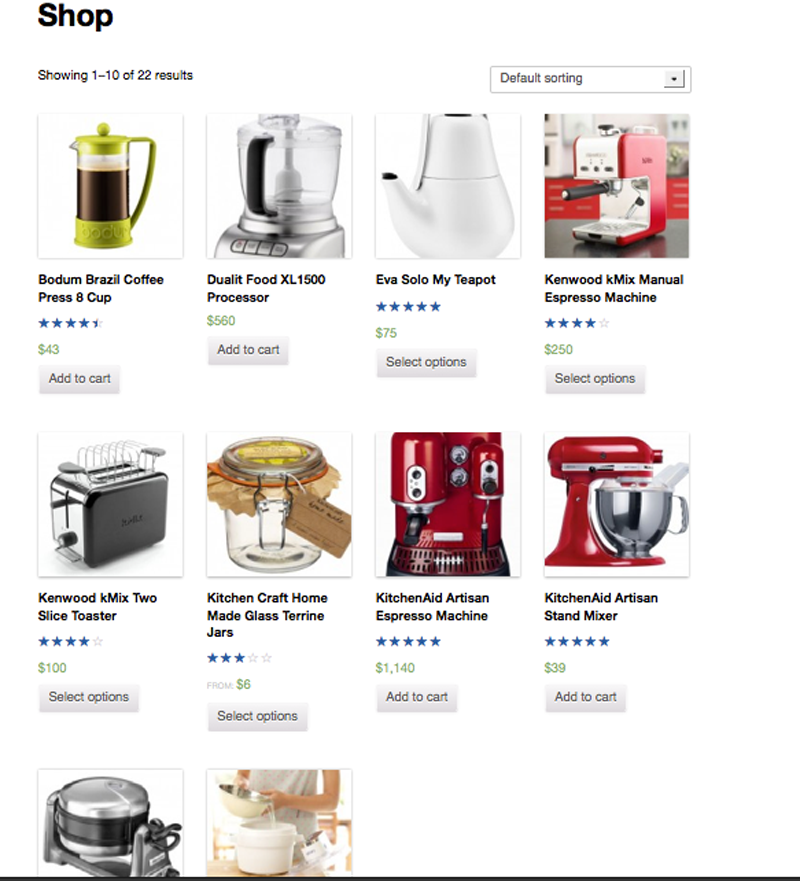 Shop
Showing 1–10 of 22 results
Default sorting
bodum
Bodum Brazil Coffee
Press 8 Cup
$43
Add to cart
Dualit Food XL1500
Processor
$560
Add to cart
Eva Solo My Teapot
$75
Select options
Kenwood kMix Manual
Espresso Machine
$250
Select options
Kenwood kMix Two
Slice Toaster
$100
Select options
Kitchen Craft Home
Made Glass Terrine
Jars
FROM: $6
Select options
KitchenAid Artisan
Espresso Machine
$1,140
Add to cart
KitchenAid Artisan
Stand Mixer
$39
Add to cart